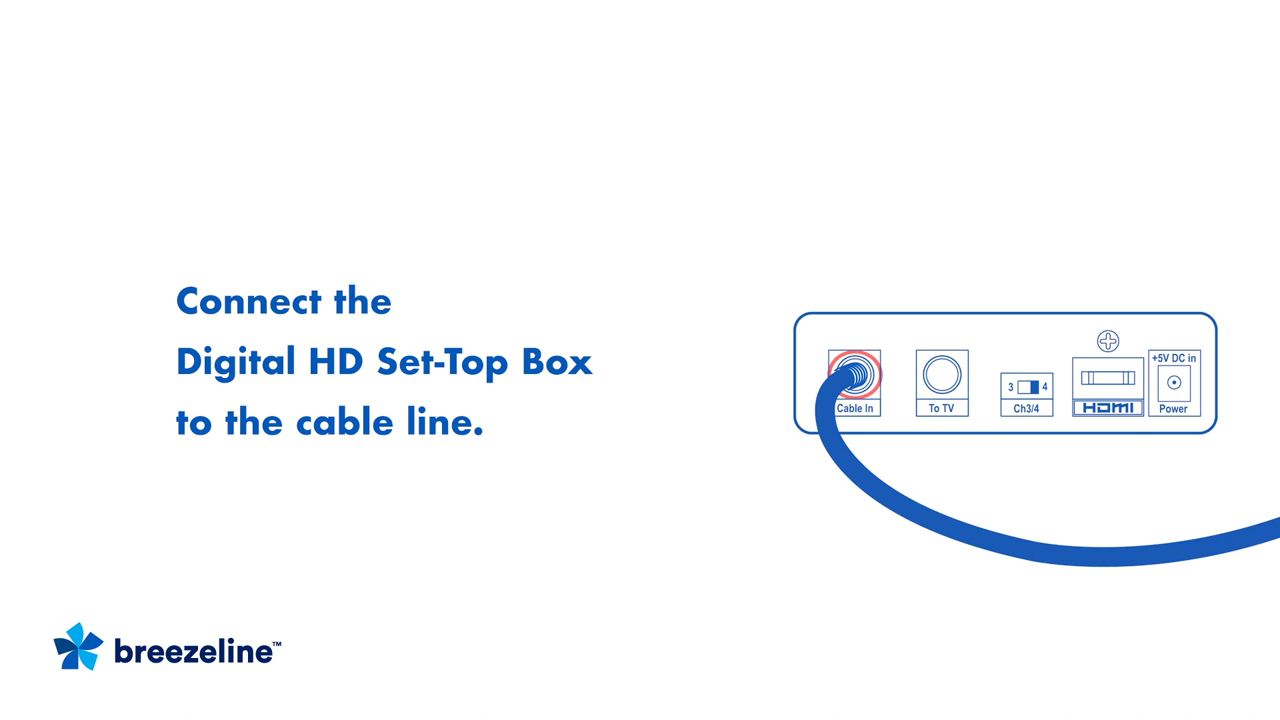 Connect the
Digital HD Set-Top Box
to the cable line.
+5V DC in
3 4
Cable In
To TV
Ch3/4
HDMI
Power
breezeline™